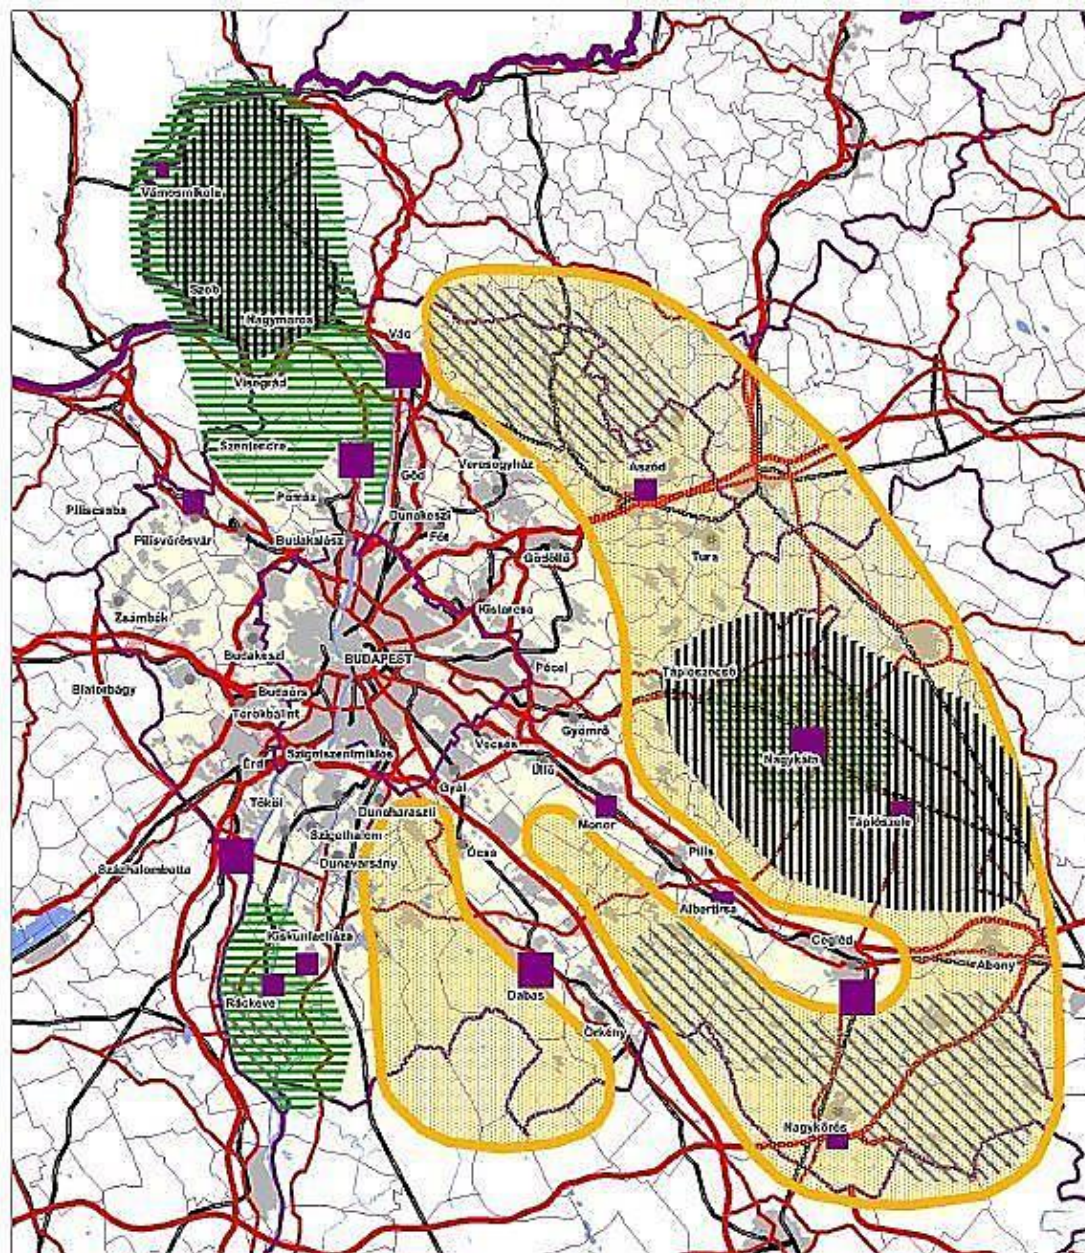 Vámosmikola
Szob
Nagymaros
Vác
Visegrád
Szentendre
Göd
Veresegyház
Aszód
Pomáz
Piliscsaba
Dunakeszi
Pilisvörösvár
Budakalász
Fót
Gödöllő
Tura
Zsámbék
Kistarcsa
Budakeszi
BUDAPEST
Pécel
Tápiószecső
Biatorbágy
Budaörs
Törökbálint
Gyömrő
Vecsés
Szigetszentmiklós
Érd
Üllő
Nagykáta
Gyál
Tököl
Dunaharaszti
Monor
Tápiószele
Szigethalom
Ócsa
Pilis
Dunavarsány
Százhalombatta
Albertirsa
Kiskunlacháza
Cegléd
Abony
Dabas
Ráckeve
Örkény
Nagykőrös